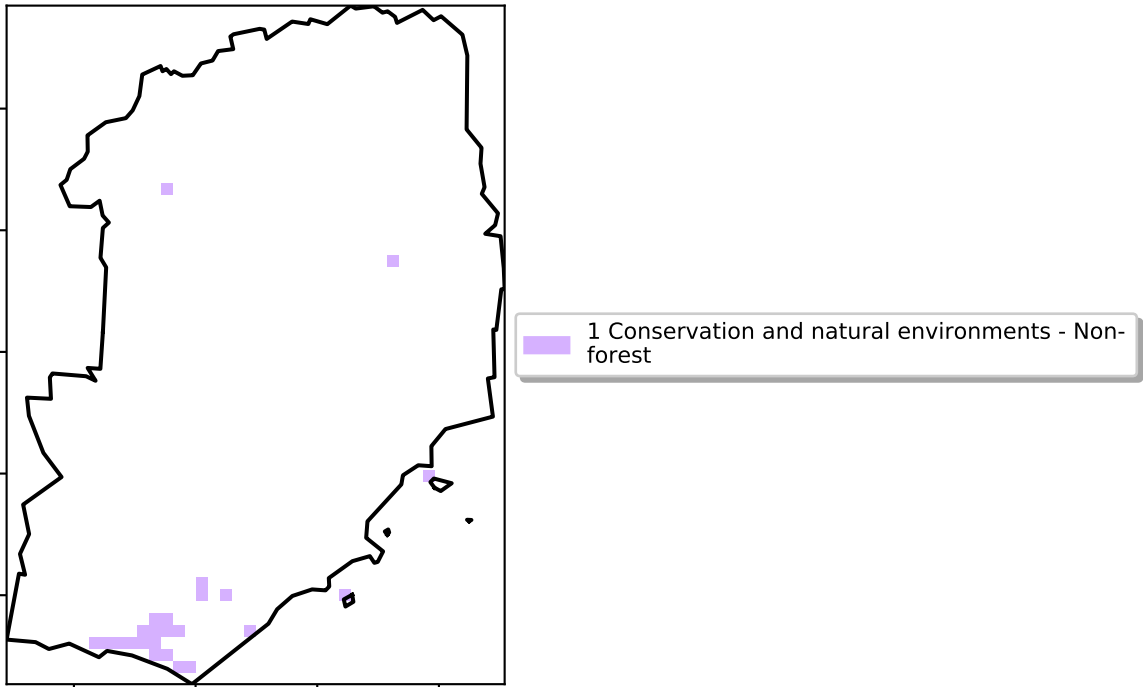 1 Conservation and natural environments - Non-
forest